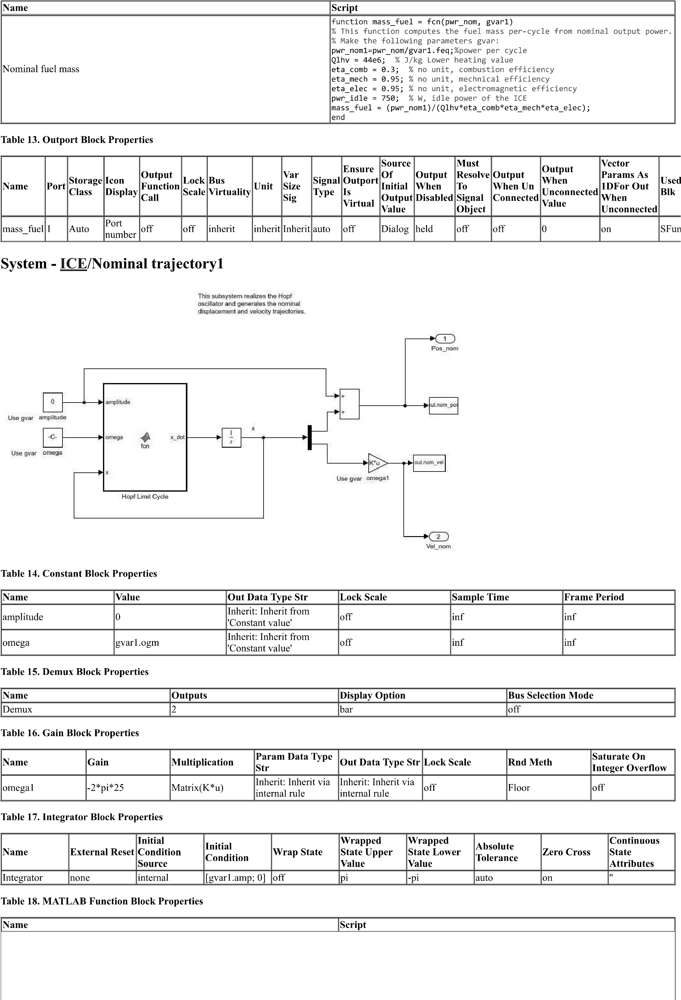 Name Script
Nominal fuel mass
function mass_fuel = fcn(pwr_nom, gvar1)
% This function computes the fuel mass per-cycle from nominal output power.
% Make the following parameters gvar:
pwr_nom1=pwr_nom/gvar1.feq;%power per cycle
Qlhv = 44e6;  % J/kg Lower heating value
eta_comb = 0.3;  % no unit, combustion efficiency
eta_mech = 0.95; % no unit, mechnical efficiency
eta_elec = 0.95; % no unit, electromagnetic efficiency
pwr_idle = 750;  % W, idle power of the ICE
mass_fuel = (pwr_nom1)/(Qlhv*eta_comb*eta_mech*eta_elec);
end
Table 13. Outport Block Properties
Name Port Storage Class Icon Display Output Function Call Lock Scale Bus Virtuality Unit Var Size Sig Signal Type Ensure Outport Is Virtual Source Of Initial Output Value Output When Disabled Must Resolve To Signal Object Output When Un Connected Output When Unconnected Value Vector Params As 1DFor Out When Unconnected Used Blk
mass_fuel 1 Auto Port number off off inherit inherit Inherit auto off Dialog held off off 0 on SFun
System - ICE/Nominal trajectory1
This subsystem realizes the Hopf
oscillator and generates the nominal
displacement and velocity trajectories.
1
Pos_nom
0
Use gvar amplitude
amplitude
+
+
out.nom_pos
-C-
Use gvar omega
omega
fcn
x_dot
1
s
x
x
Hopf Limit Cycle
K*u
Use gvar omega1
out.nom_vel
2
Vel_nom
Table 14. Constant Block Properties
Name Value Out Data Type Str Lock Scale Sample Time Frame Period
amplitude 0 Inherit: Inherit from 'Constant value' off inf inf
omega gvar1.ogm Inherit: Inherit from 'Constant value' off inf inf
Table 15. Demux Block Properties
Name Outputs Display Option Bus Selection Mode
Demux 2 bar off
Table 16. Gain Block Properties
Name Gain Multiplication Param Data Type Str Out Data Type Str Lock Scale Rnd Meth Saturate On Integer Overflow
omega1 -2*pi*25 Matrix(K*u) Inherit: Inherit via internal rule Inherit: Inherit via internal rule off Floor off
Table 17. Integrator Block Properties
Name External Reset Initial Condition Source Initial Condition Wrap State Wrapped State Upper Value Wrapped State Lower Value Absolute Tolerance Zero Cross Continuous State Attributes
Integrator none internal [gvar1.amp; 0] off pi -pi auto on ''
Table 18. MATLAB Function Block Properties
Name Script